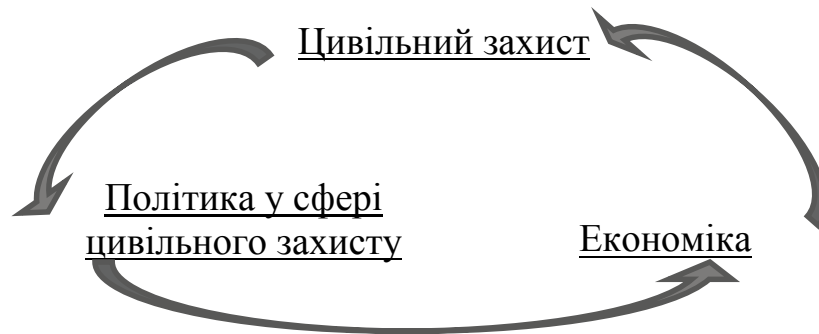 Цивільний захист
Політика у сфері
цивільного захисту
Економіка